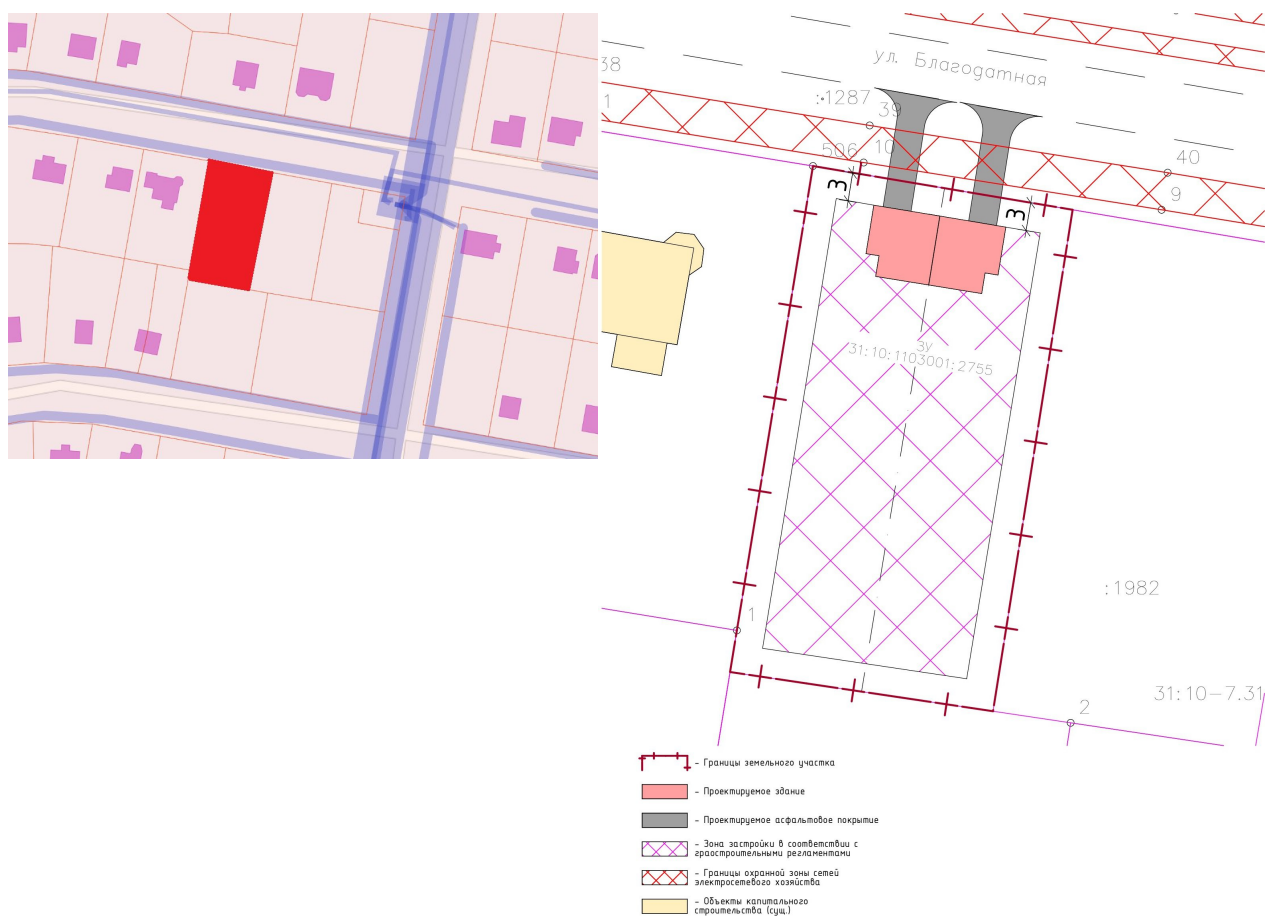 ул. Благодатная
38
:1287
39
1
506
10
40
3
3
9
ЗУ
31:10:1103001:2755
:1982
1
31:10-7.31
2
- Границы земельного участка
- Проектируемое здание
- Проектируемое асфальтовое покрытие
- Зона застройки в соответствии с
граостроительными регламентами
- Границы охранной зоны сетей
электросетевого хозяйства
- Объекты капитального
строительства (сущ.)